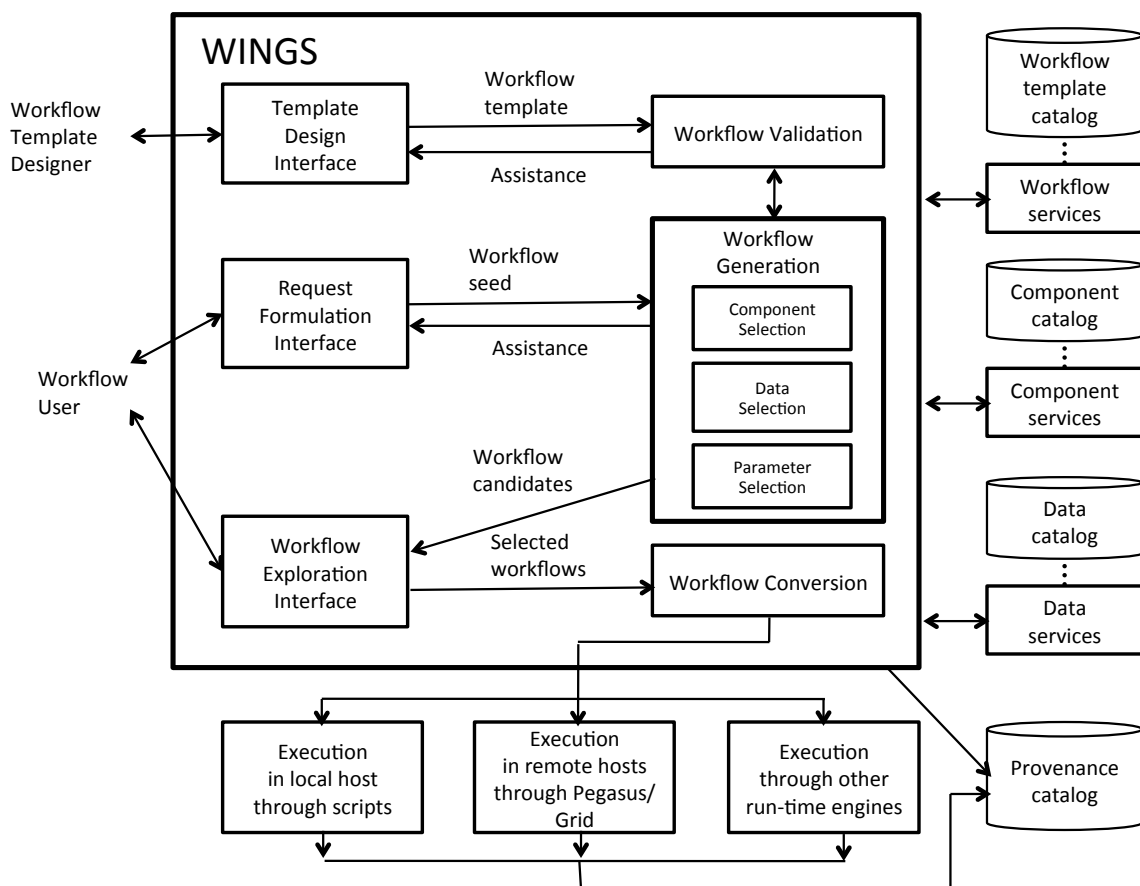 WINGS
Workflow
Template
Designer
Template
Design
Interface
Workflow
template
Assistance
Workflow Validation
Workflow
template
catalog
Workflow
services
Request
Formulation
Interface
Workflow
seed
Assistance
Workflow
Generation
Component
Selection
Data
Selection
Parameter
Selection
Component
catalog
Component
services
Workflow
User
Workflow
candidates
Workflow
Exploration
Interface
Selected
workflows
Workflow Conversion
Data
catalog
Data
services
Execution
in local host
through scripts
Execution
in remote hosts
through Pegasus/
Grid
Execution
through other
run-time engines
Provenance
catalog